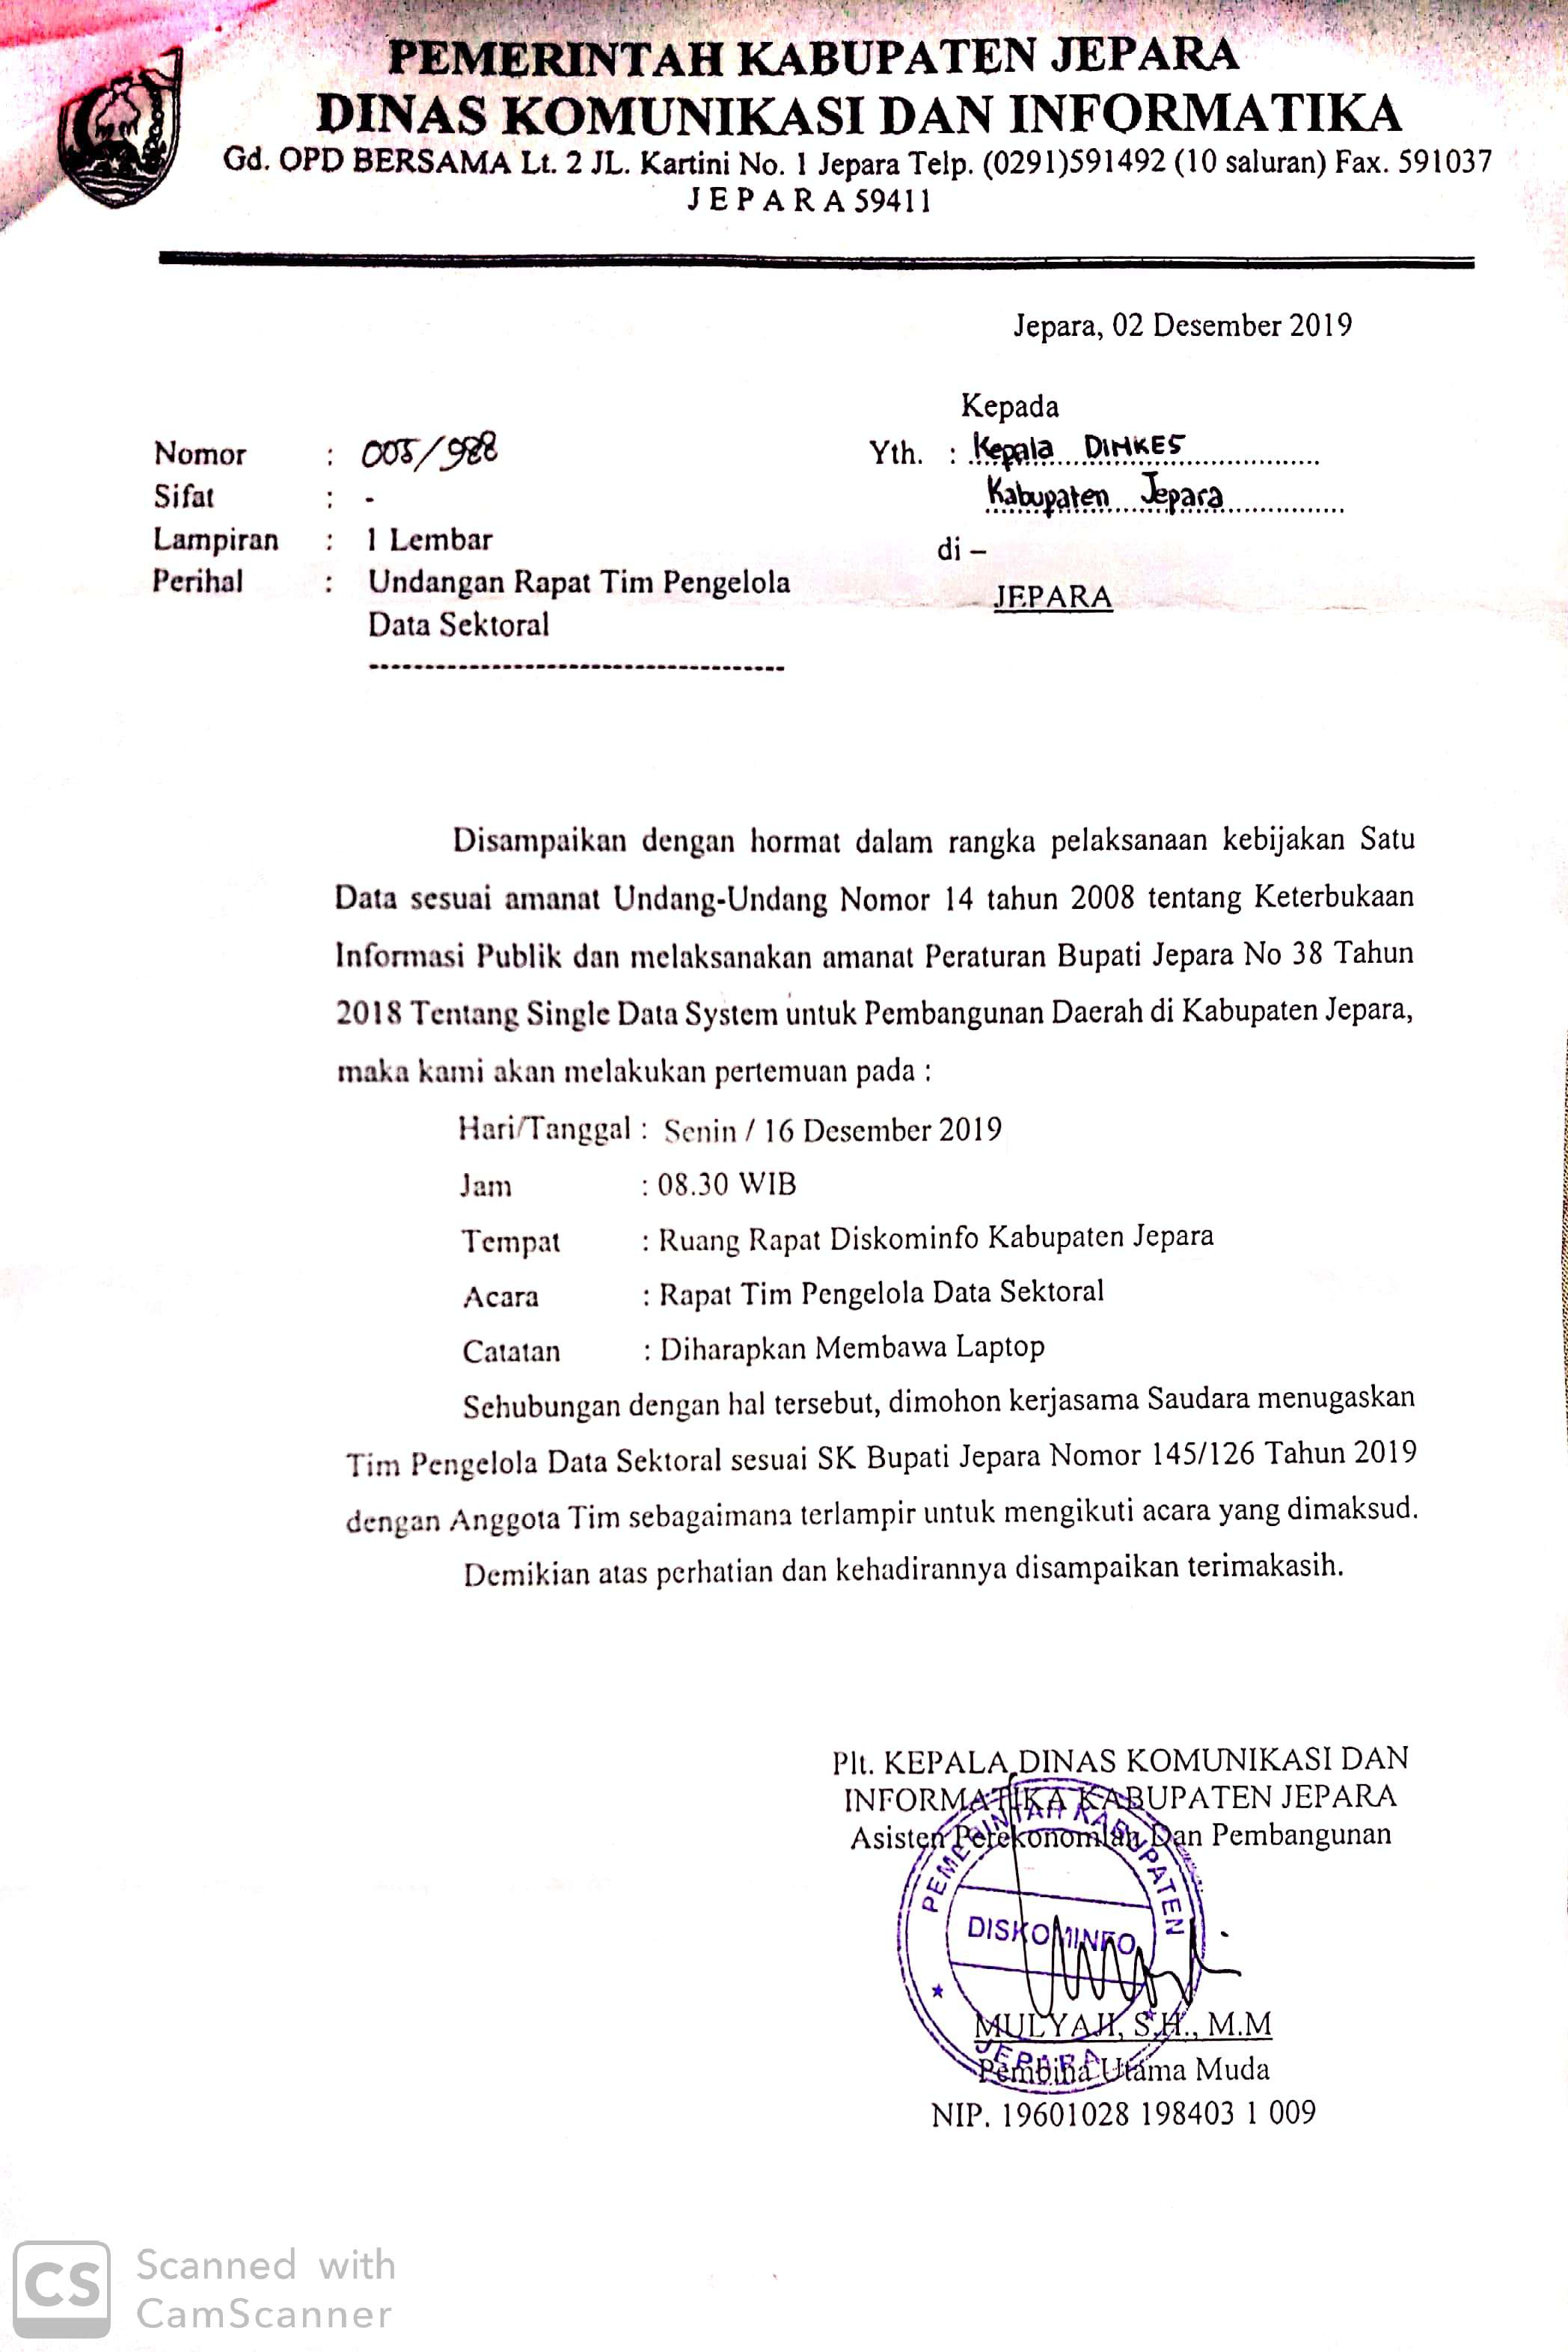 PEMERINTAH KABUPATEN JEPARA
DINAS KOMUNIKASI DAN INFORMATIKA
Gd. OPD BERSAMA Lt. 2 JL. Kartini No. 1 Jepara Telp. (0291)591492 (10 saluran) Fax. 591037
J E P A R A 59411
Jepara, 02 Desember 2019
Kepada
Nomor : 005/988
Yth. : Kepala DINKES
Kabupaten Jepara
Sifat : -
Lampiran : 1 Lembar
di –
Perihal : Undangan Rapat Tim Pengelola
JEPARA
Data Sektoral
Disampaikan dengan hormat dalam rangka pelaksanaan kebijakan Satu
Data sesuai amanat Undang-Undang Nomor 14 tahun 2008 tentang Keterbukaan
Informasi Publik dan melaksanakan amanat Peraturan Bupati Jepara No 38 Tahun
2018 Tentang Single Data System untuk Pembangunan Daerah di Kabupaten Jepara,
maka kami akan melakukan pertemuan pada :
Hari/Tanggal : Senin / 16 Desember 2019
Jam : 08.30 WIB
Tempat : Ruang Rapat Diskominfo Kabupaten Jepara
Acara : Rapat Tim Pengelola Data Sektoral
Catatan : Diharapkan Membawa Laptop
Sehubungan dengan hal tersebut, dimohon kerjasama Saudara menugaskan
Tim Pengelola Data Sektoral sesuai SK Bupati Jepara Nomor 145/126 Tahun 2019
dengan Anggota Tim sebagaimana terlampir untuk mengikuti acara yang dimaksud.
Demikian atas perhatian dan kehadirannya disampaikan terimakasih.
Plt. KEPALA DINAS KOMUNIKASI DAN
INFORMATIKA KABUPATEN JEPARA
Asisten Perekonomian Dan Pembangunan
PEMERINTAH KABUPATEN
DISKOMINFO
JEPARA
MULYAJI, S.H., M.M
Pembina Utama Muda
NIP. 19601028 198403 1 009
CS
Scanned with
CamScanner